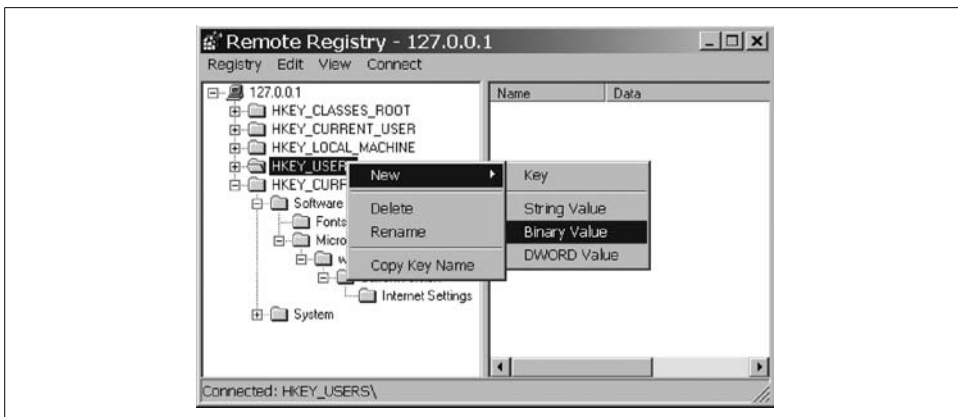 Remote Registry - 127.0.0.1
Registry Edit View Connect
127.0.0.1
Name Data
HKEY_CLASSES_ROOT
HKEY_CURRENT_USER
HKEY_LOCAL_MACHINE
HKEY_USER
New
Key
HKEY_CURF
Software
Delete
String Value
Fonts
Rename
Binary Value
Micro
DWORD Value
w
Copy Key Name
Internet Settings
System
Connected: HKEY_USERS\